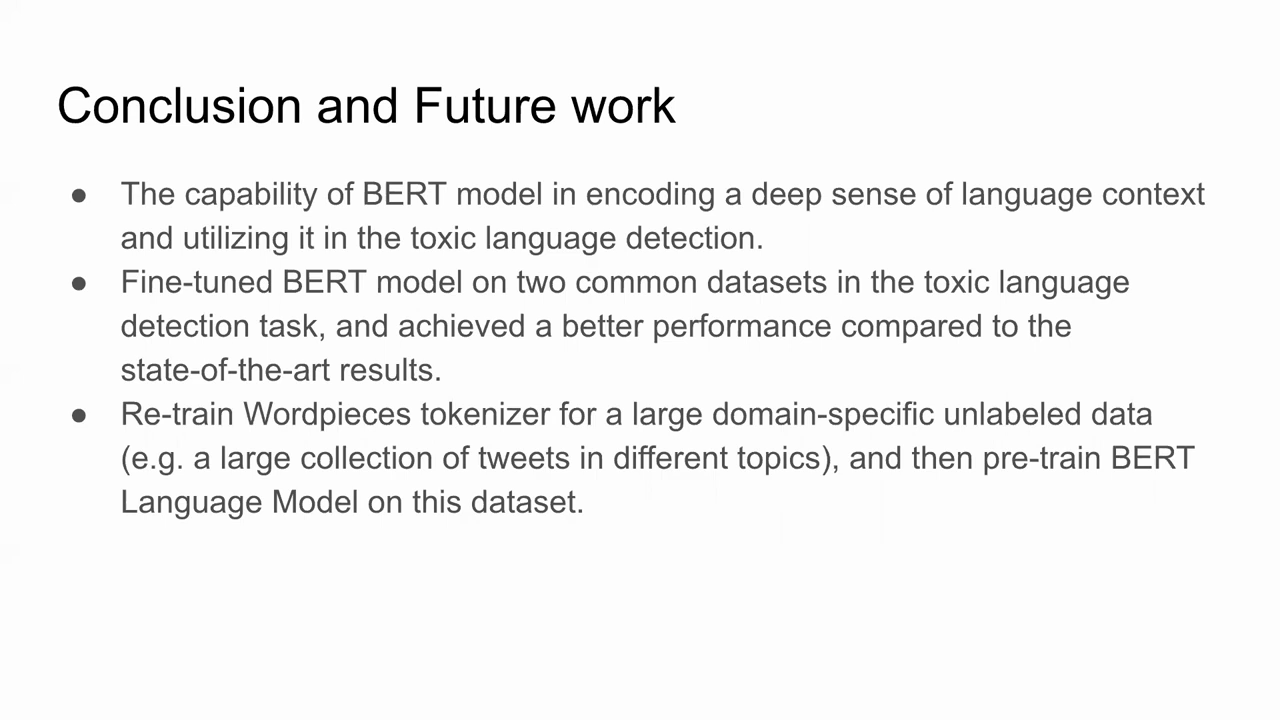 Conclusion and Future work
● The capability of BERT model in encoding a deep sense of language context
and utilizing it in the toxic language detection.
● Fine-tuned BERT model on two common datasets in the toxic language
detection task, and achieved a better performance compared to the
state-of-the-art results.
● Re-train Wordpieces tokenizer for a large domain-specific unlabeled data
(e.g. a large collection of tweets in different topics), and then pre-train BERT
Language Model on this dataset.